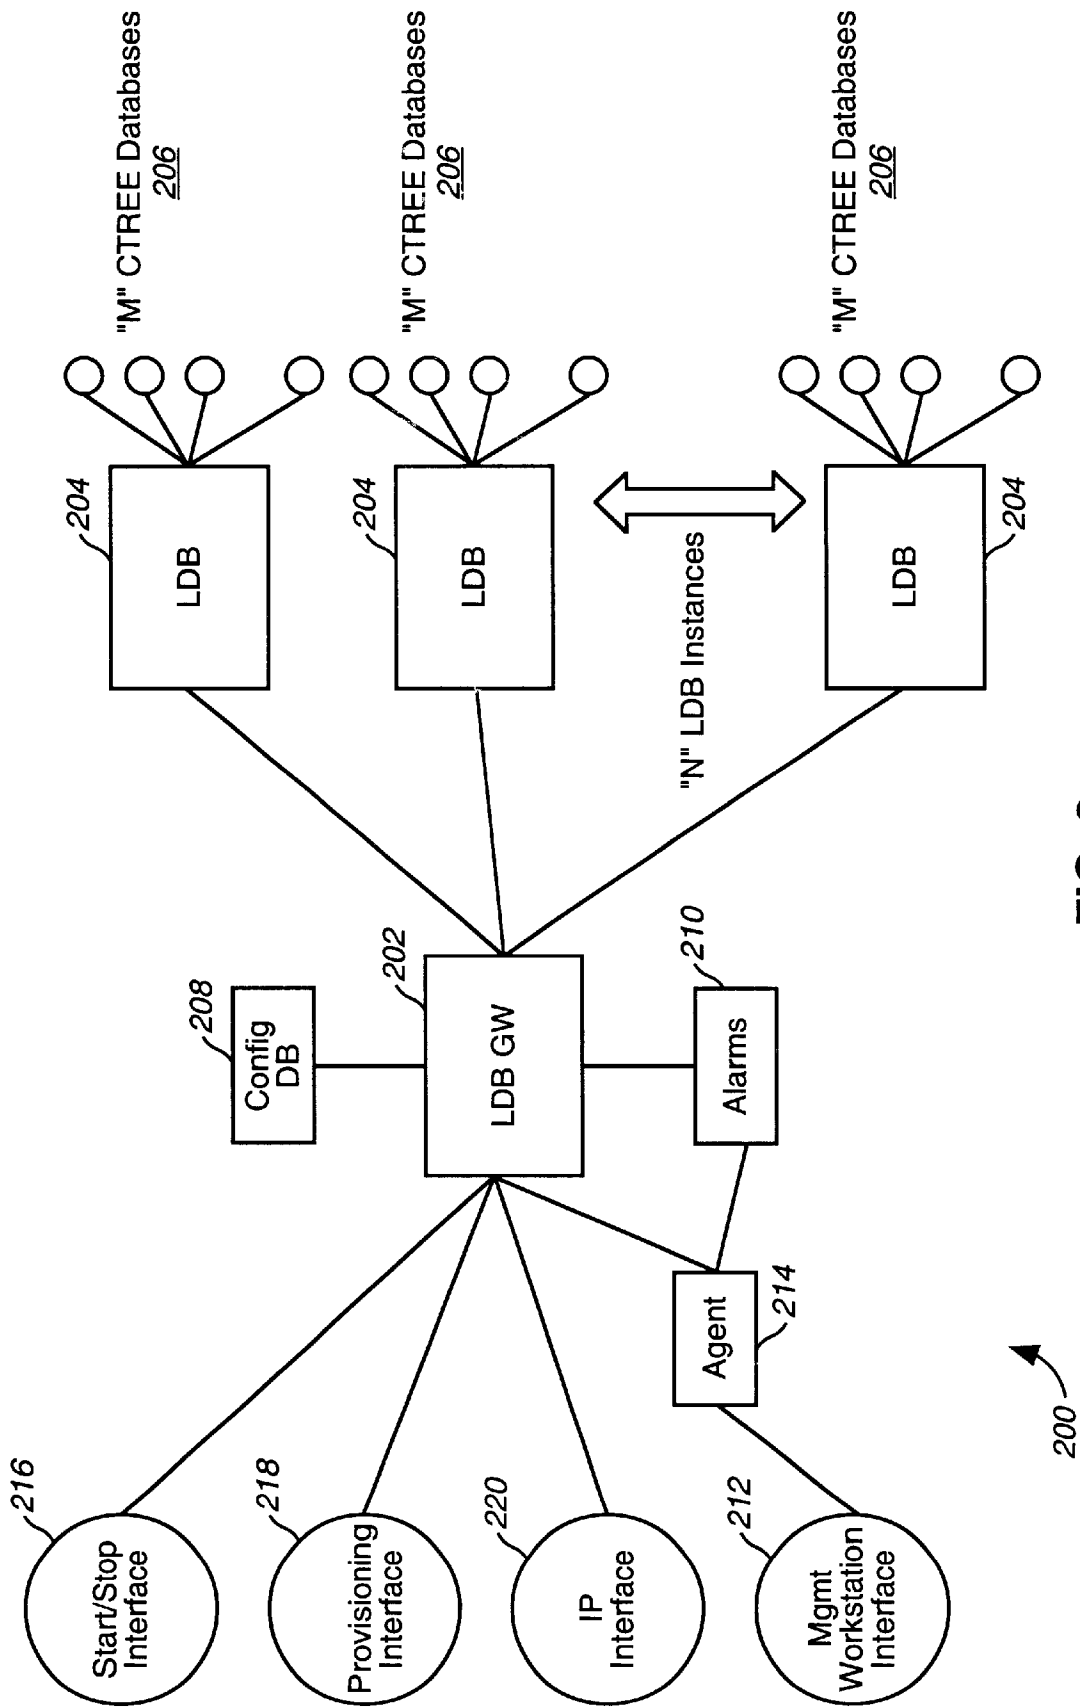 "M" CTREE Databases
206
"M" CTREE Databases
206
"M" CTREE Databases
206
204
LDB
204
LDB
204
LDB
"N" LDB Instances
208
Config
DB
202
LDB GW
210
Alarms
Agent
214
216
Start/Stop
Interface
218
Provisioning
Interface
220
IP
Interface
212
Mgmt
Workstation
Interface
200
FIG.